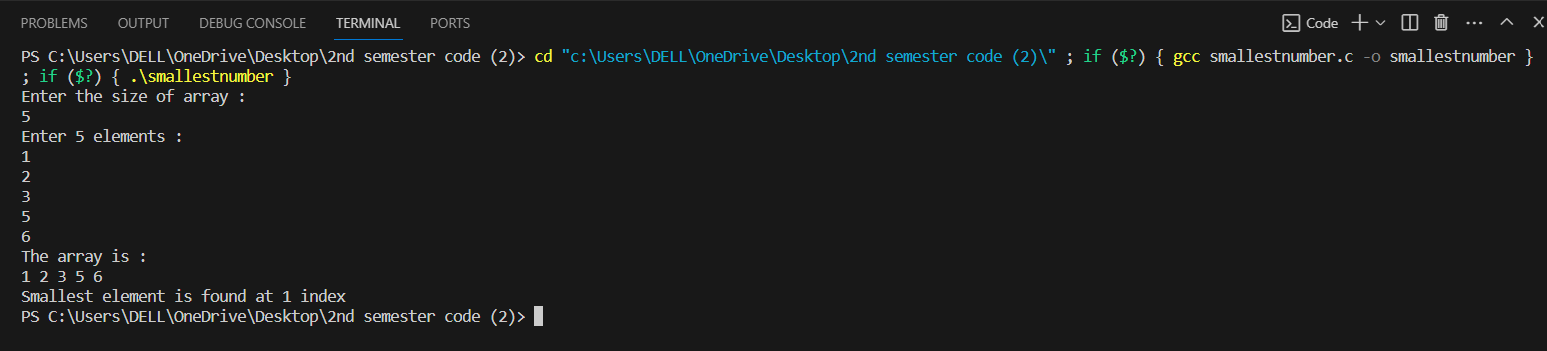 PROBLEMS OUTPUT DEBUG CONSOLE TERMINAL PORTS Code
PS C:\Users\DELL\OneDrive\Desktop\2nd semester code (2)> cd "c:\Users\DELL\OneDrive\Desktop\2nd semester code (2)\" ; if ($?) { gcc smallestnumber.c -o smallestnumber }
; if ($?) { .\smallestnumber }
Enter the size of array :
5
Enter 5 elements :
1
2
3
5
6
The array is :
1 2 3 5 6
Smallest element is found at 1 index
PS C:\Users\DELL\OneDrive\Desktop\2nd semester code (2)>